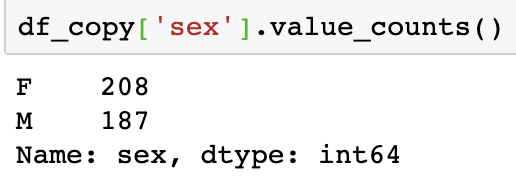 df_copy['sex'].value_counts()
F    208
M    187
Name: sex, dtype: int64